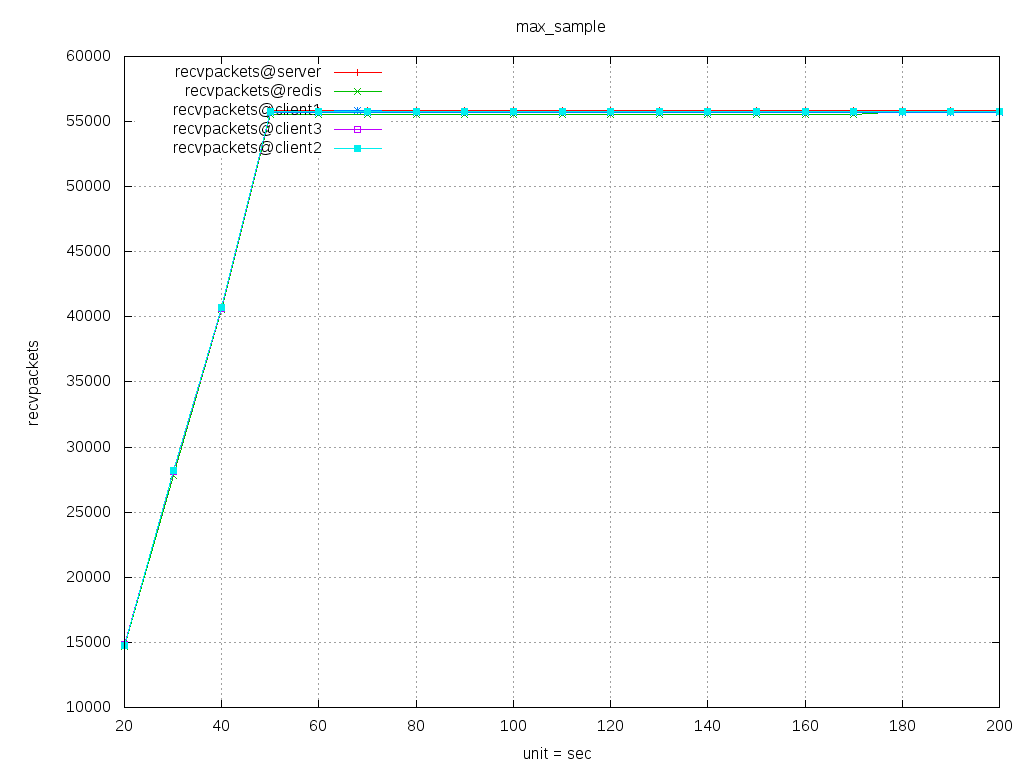 max_sample
60000
55000
50000
45000
40000
35000
30000
25000
20000
15000
10000
recvpackets
recvpackets@server
recvpackets@redis
recvpackets@client1
recvpackets@client3
recvpackets@client2
20 40 60 80 100 120 140 160 180 200
unit = sec